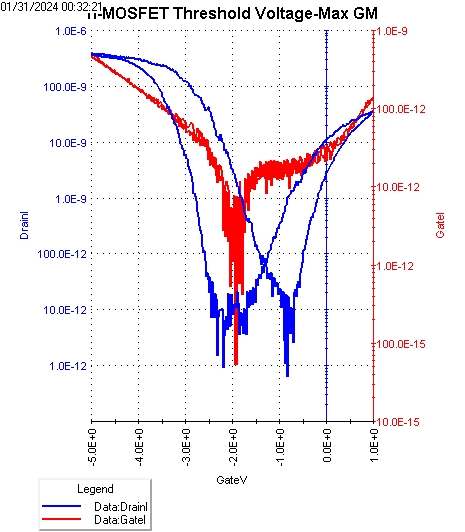 01/31/2024 00:32:21
n-MOSFET Threshold Voltage-Max GM
1.0E-6
100.0E-9
10.0E-9
1.0E-9
100.0E-12
10.0E-12
1.0E-12
DrainI
1.0E-9
100.0E-12
10.0E-12
1.0E-12
100.0E-15
10.0E-15
GateI
-5.0E+0
-4.0E+0
-3.0E+0
-2.0E+0
-1.0E+0
0.0E+0
1.0E+0
GateV
Legend
Data:DrainI
Data:GateI